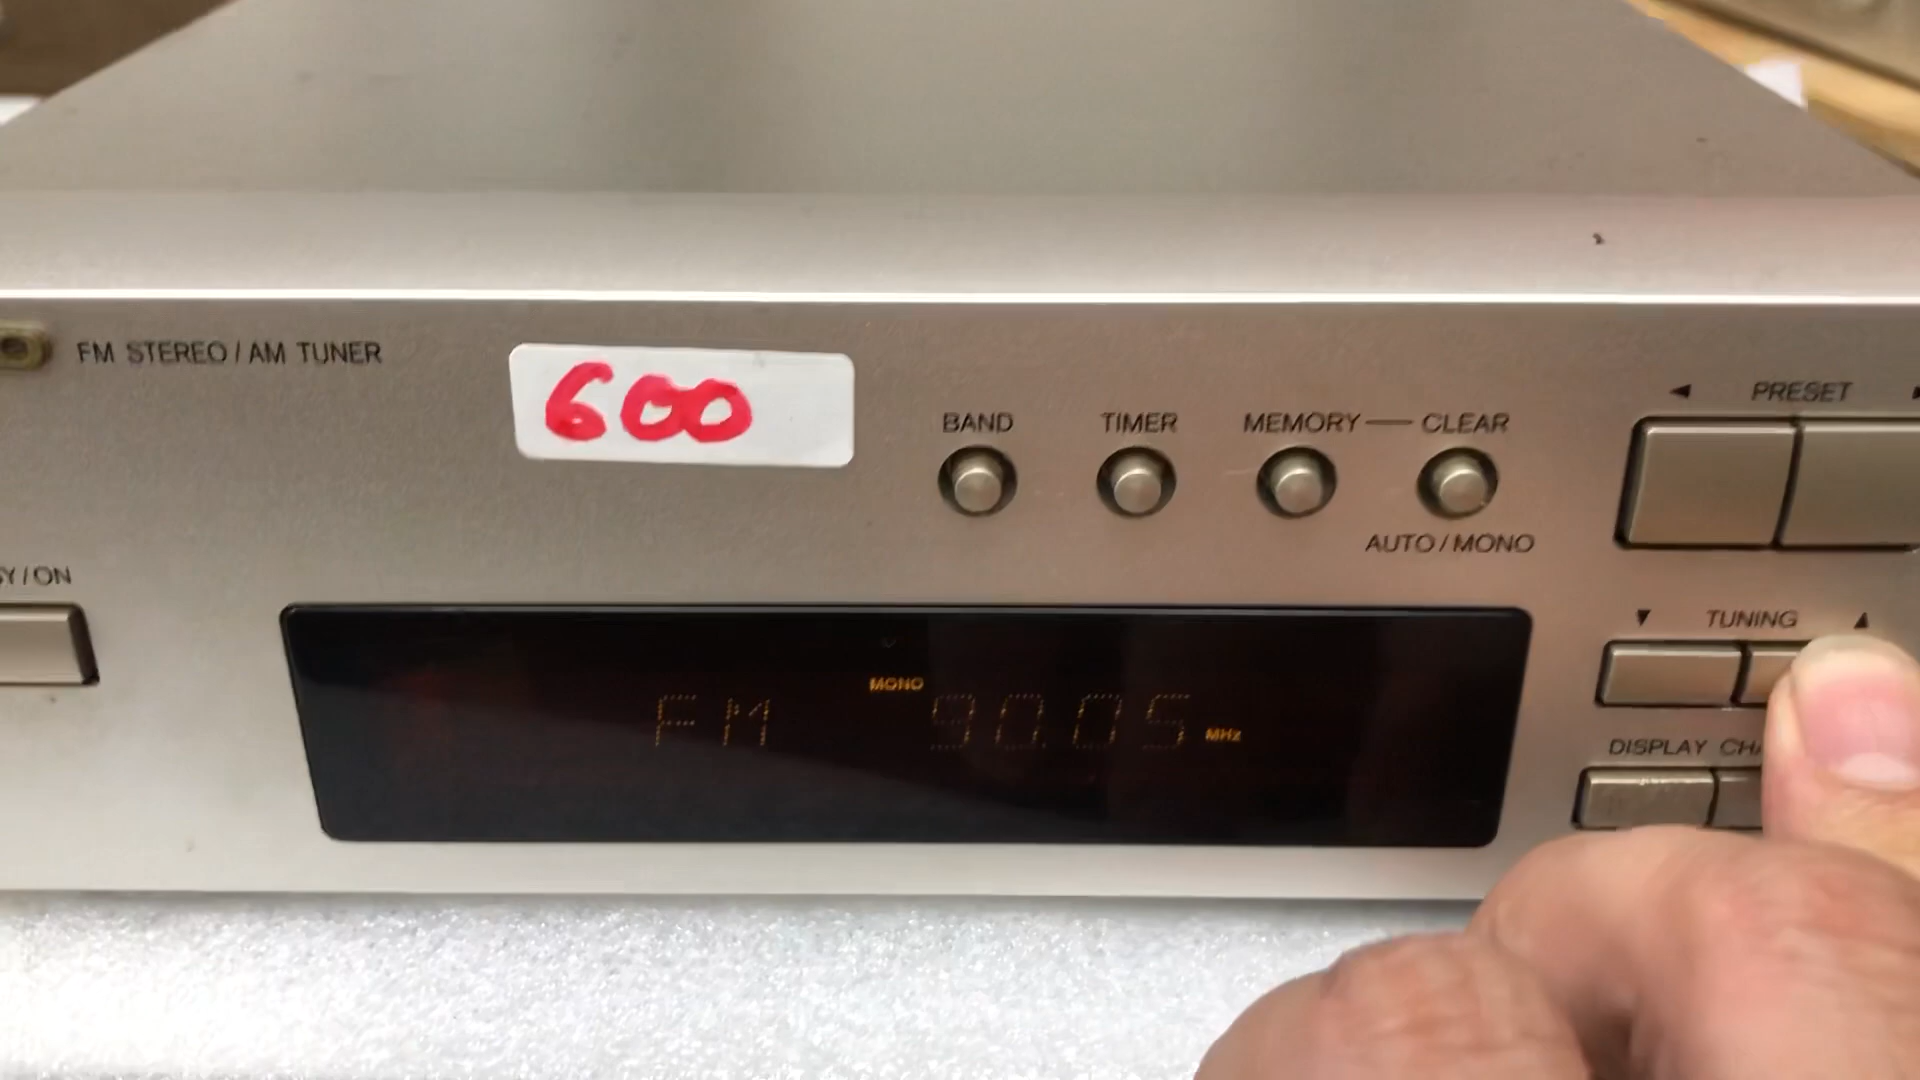 FM STEREO / AM TUNER
600
BAND
TIMER
MEMORY — CLEAR
AUTO / MONO
◄ PRESET ►
Y / ON
▼ TUNING ▲
MONO
FM 90.05 MHz
DISPLAY